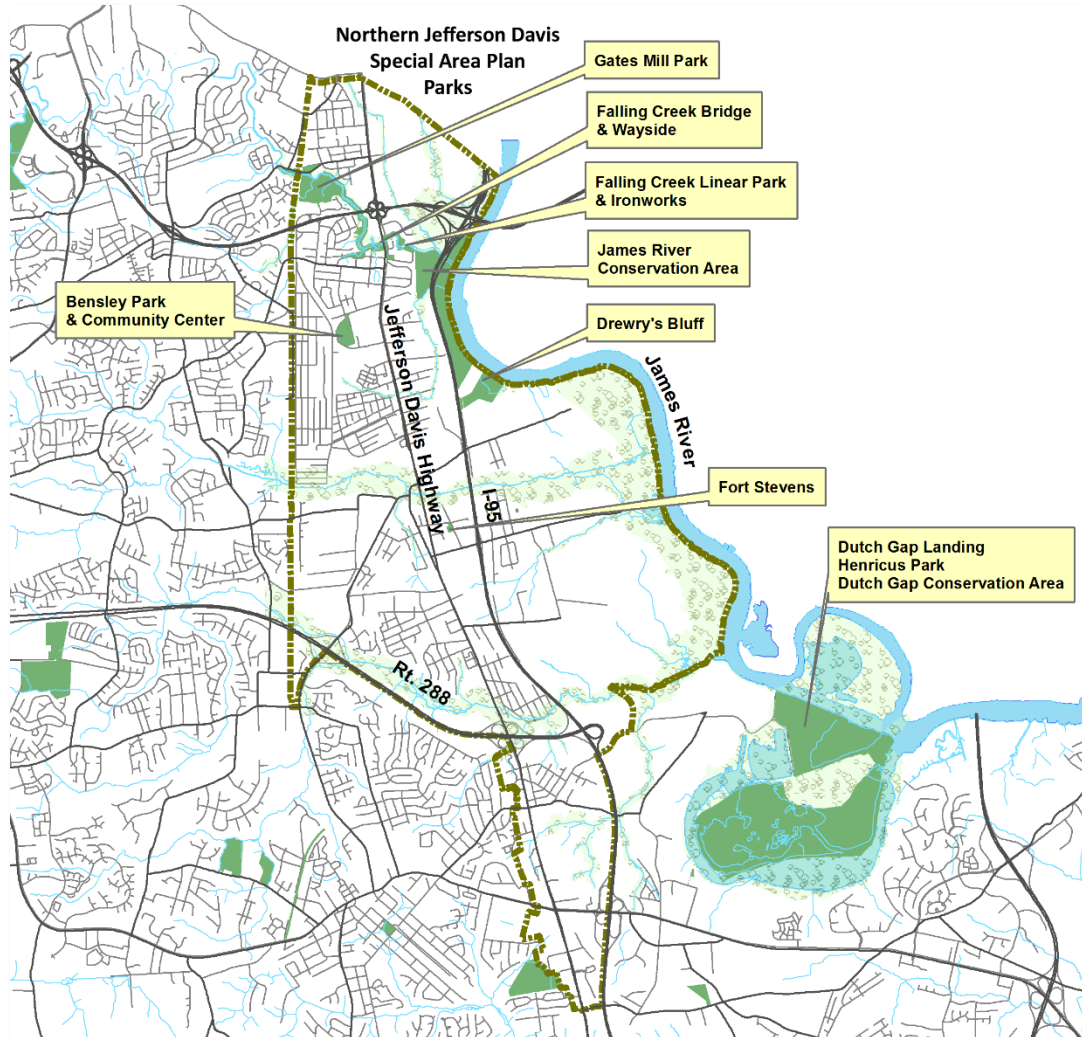 Northern Jefferson Davis
Special Area Plan
Parks
Gates Mill Park
Falling Creek Bridge
& Wayside
Falling Creek Linear Park
& Ironworks
James River
Conservation Area
Bensley Park
& Community Center
Drewry's Bluff
Jefferson Davis Highway
James River
I-95
Fort Stevens
Dutch Gap Landing
Henricus Park
Dutch Gap Conservation Area
Rt. 288